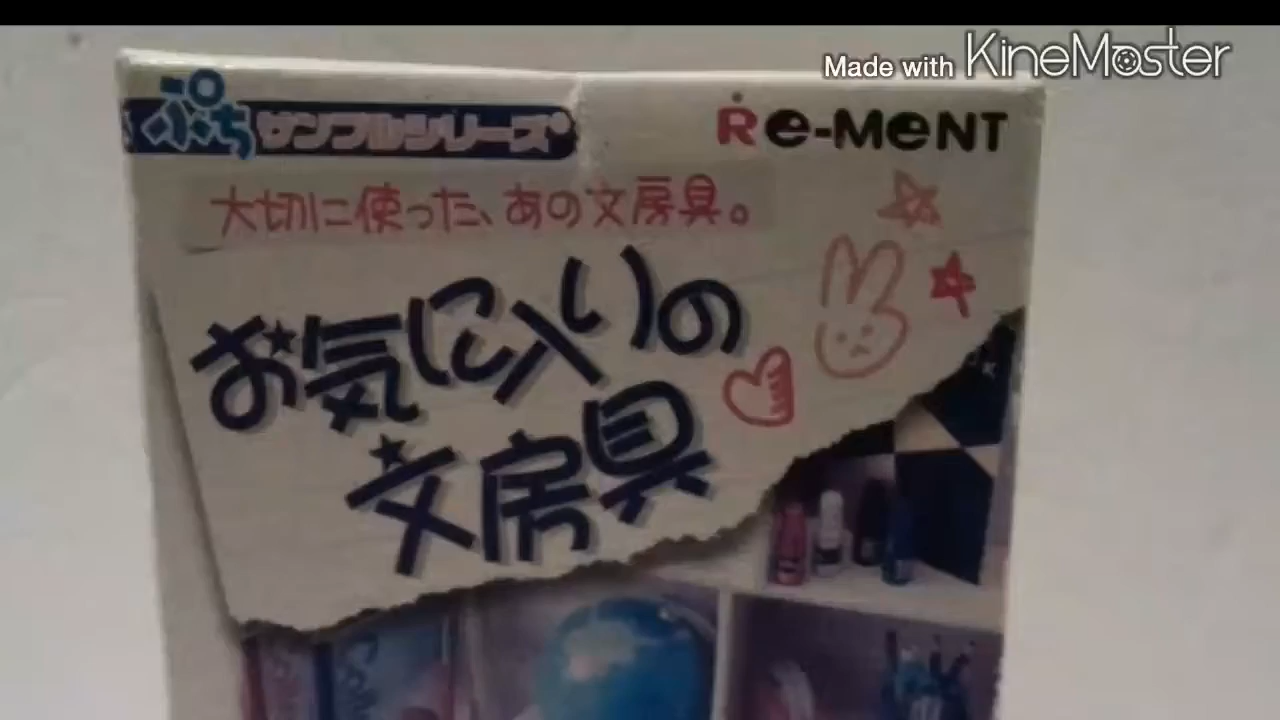 Made with KineMaster
ぷちサンプルシリーズ
Re-MeNT
大切に使った、あの文房具。
お気に入りの
文房具